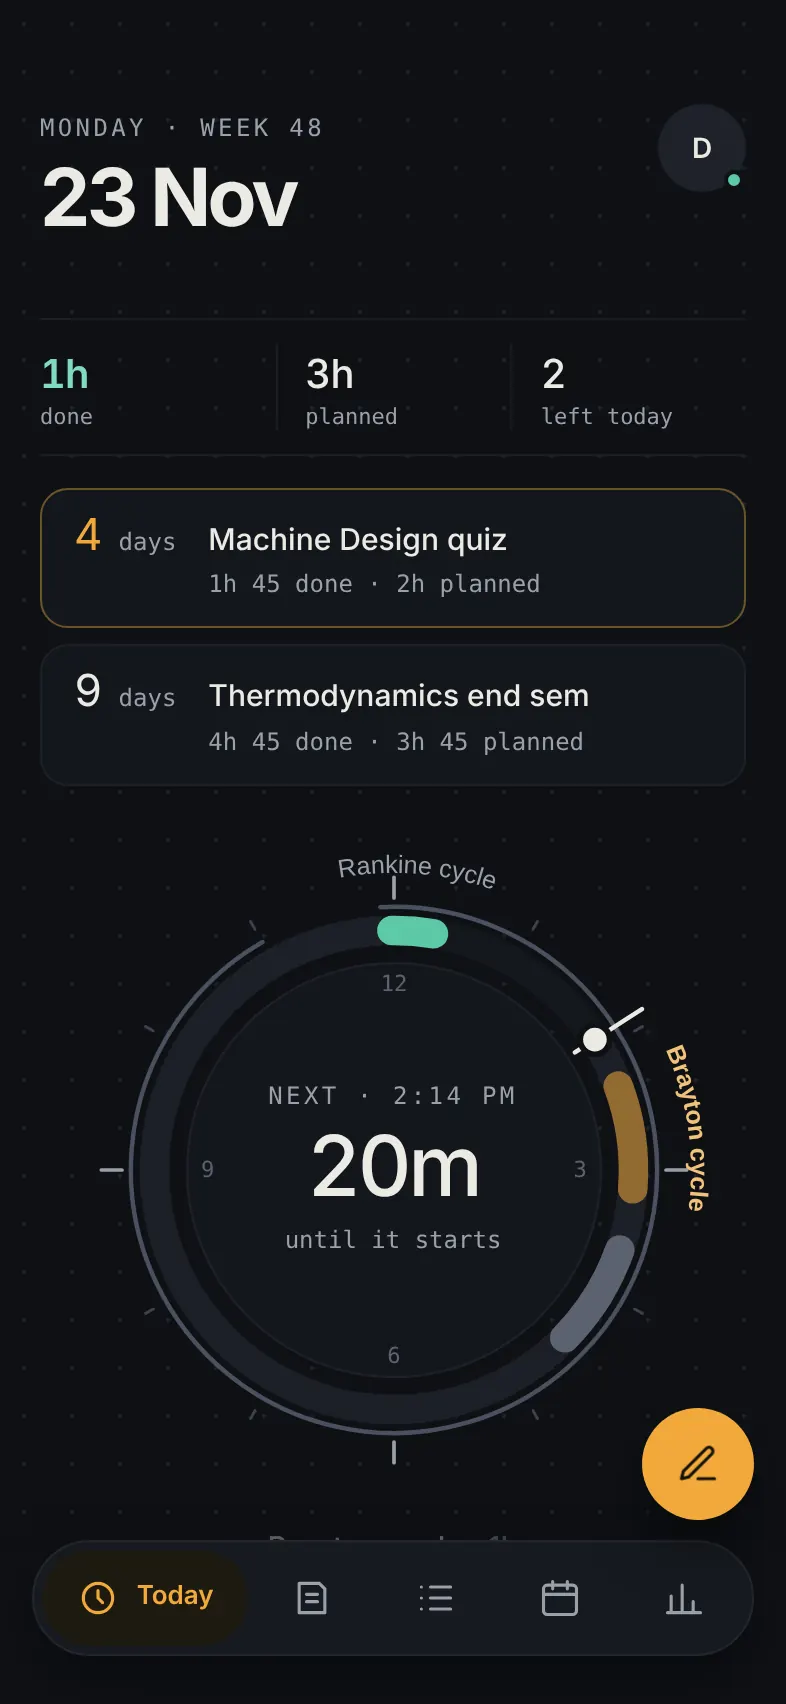 MONDAY · WEEK 48
23 Nov
D
1h
done
3h
planned
2
left today
4 days
Machine Design quiz
1h 45 done · 2h planned
9 days
Thermodynamics end sem
4h 45 done · 3h 45 planned
Rankine cycle
12
Brayton cycle
NEXT · 2:14 PM
20m
until it starts
9
3
6
Today